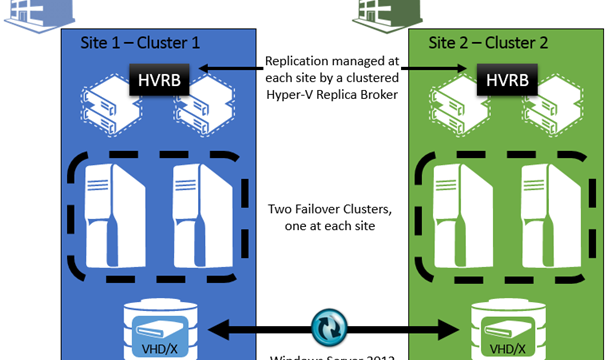 Site 1 – Cluster 1
HVRB
Replication managed at
each site by a clustered
Hyper-V Replica Broker
Site 2 – Cluster 2
HVRB
Two Failover Clusters,
one at each site
VHD/X
VHD/X
Windows Server 2012